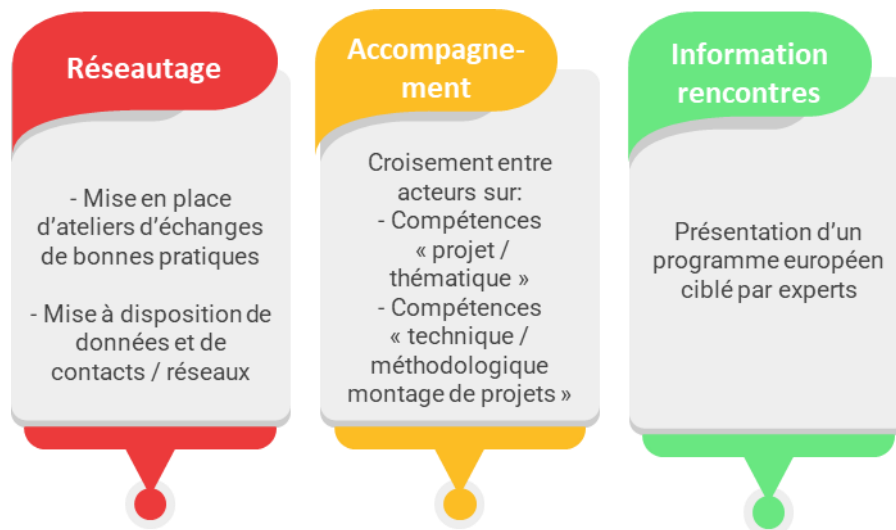 Réseautage
- Mise en place
d'ateliers d'échanges
de bonnes pratiques
- Mise à disposition de
données et de
contacts / réseaux
Accompagne-
ment
Croisement entre
acteurs sur:
- Compétences
« projet /
thématique »
- Compétences
« technique /
méthodologique
montage de projets »
Information
rencontres
Présentation d'un
programme européen
ciblé par experts